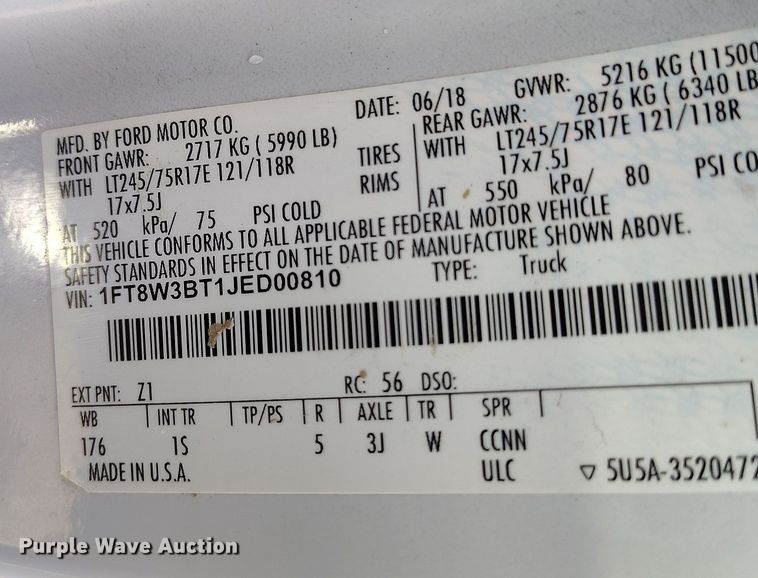 MFD. BY FORD MOTOR CO.
DATE: 06/18 GVWR: 5216 KG (11500
FRONT GAWR: 2717 KG ( 5990 LB)
REAR GAWR: 2876 KG ( 6340 LB
WITH LT245/75R17E 121/118R TIRES WITH LT245/75R17E 121/118R
17x7.5J RIMS 17x7.5J
AT 520 kPa/ 75 PSI COLD AT 550 kPa/ 80 PSI CO
THIS VEHICLE CONFORMS TO ALL APPLICABLE FEDERAL MOTOR VEHICLE
SAFETY STANDARDS IN EFFECT ON THE DATE OF MANUFACTURE SHOWN ABOVE.
VIN: 1FT8W3BT1JED00810 TYPE: Truck
EXT PNT: Z1 RC: 56 DSO:
WB INT TR TP/PS R AXLE TR SPR
176 1S 5 3J W CCNN
MADE IN U.S.A. ULC 5U5A-3520472
Purple Wave Auction